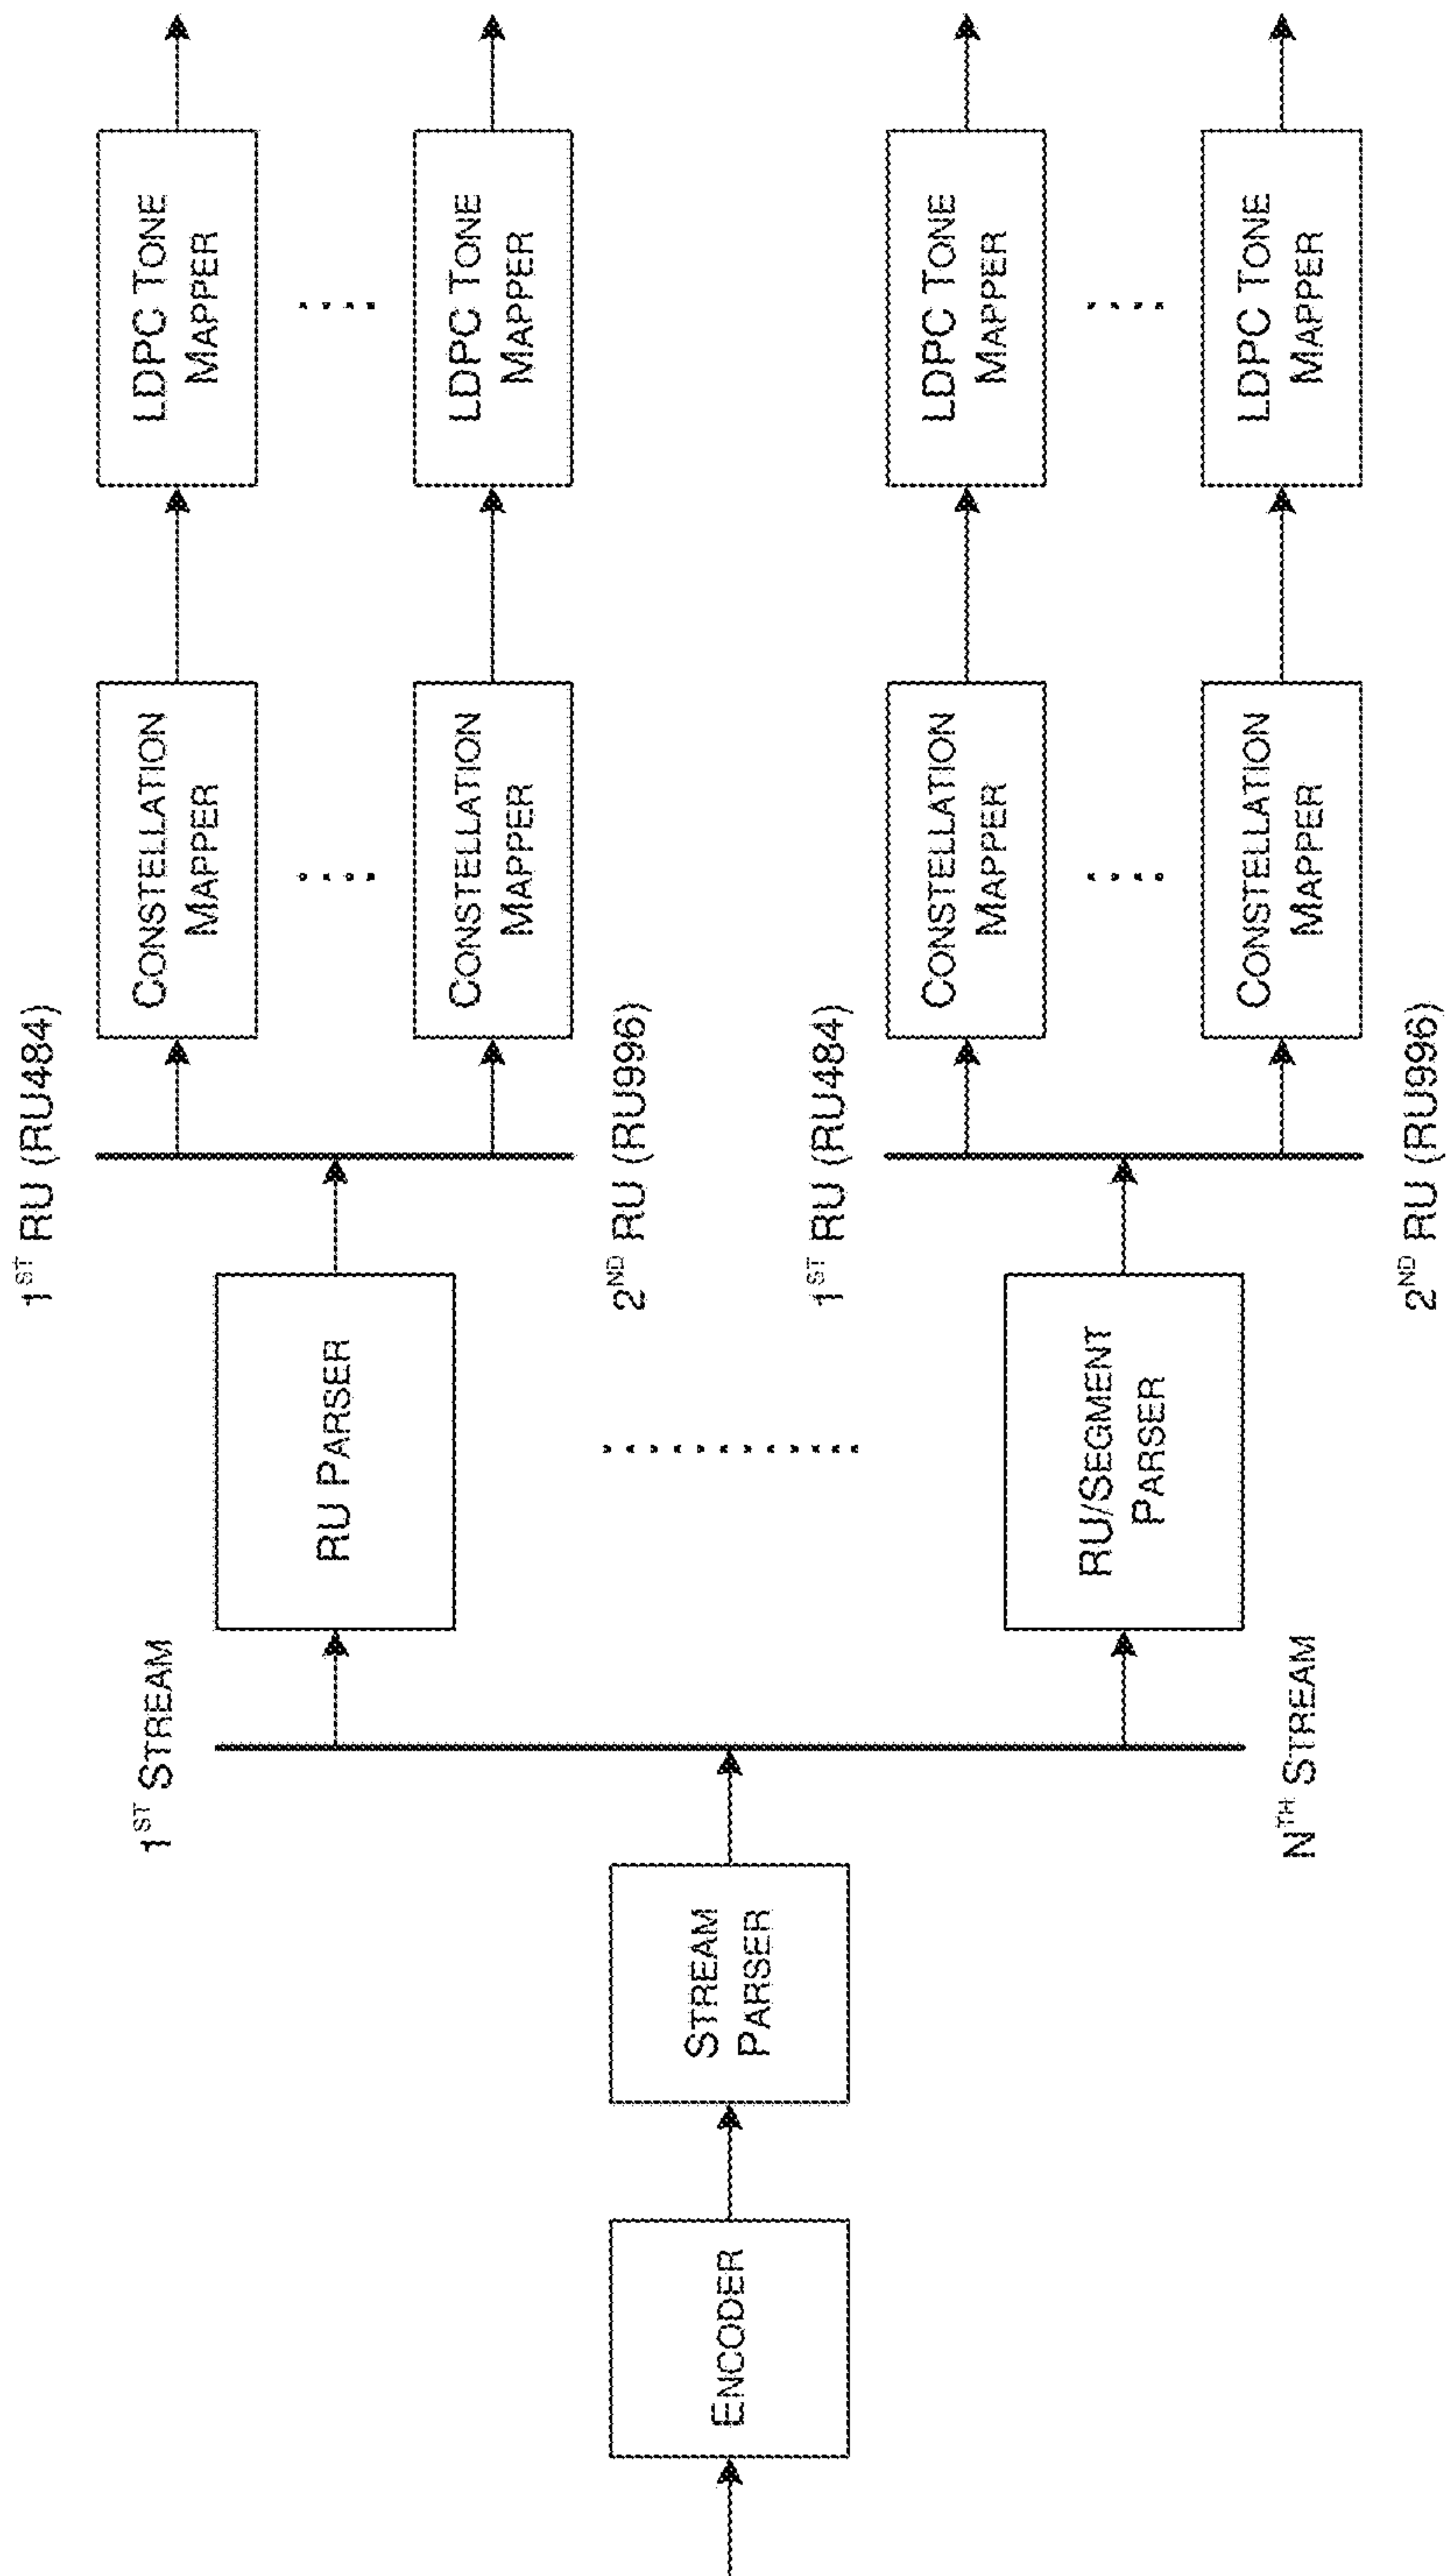 ENCODER
STREAM
PARSER
1ST STREAM
NTH STREAM
RU PARSER
RU/SEGMENT
PARSER
1ST RU (RU484)
CONSTELLATION
MAPPER
LDPC TONE
MAPPER
CONSTELLATION
MAPPER
LDPC TONE
MAPPER
2ND RU (RU996)
1ST RU (RU484)
CONSTELLATION
MAPPER
LDPC TONE
MAPPER
CONSTELLATION
MAPPER
LDPC TONE
MAPPER
2ND RU (RU996)